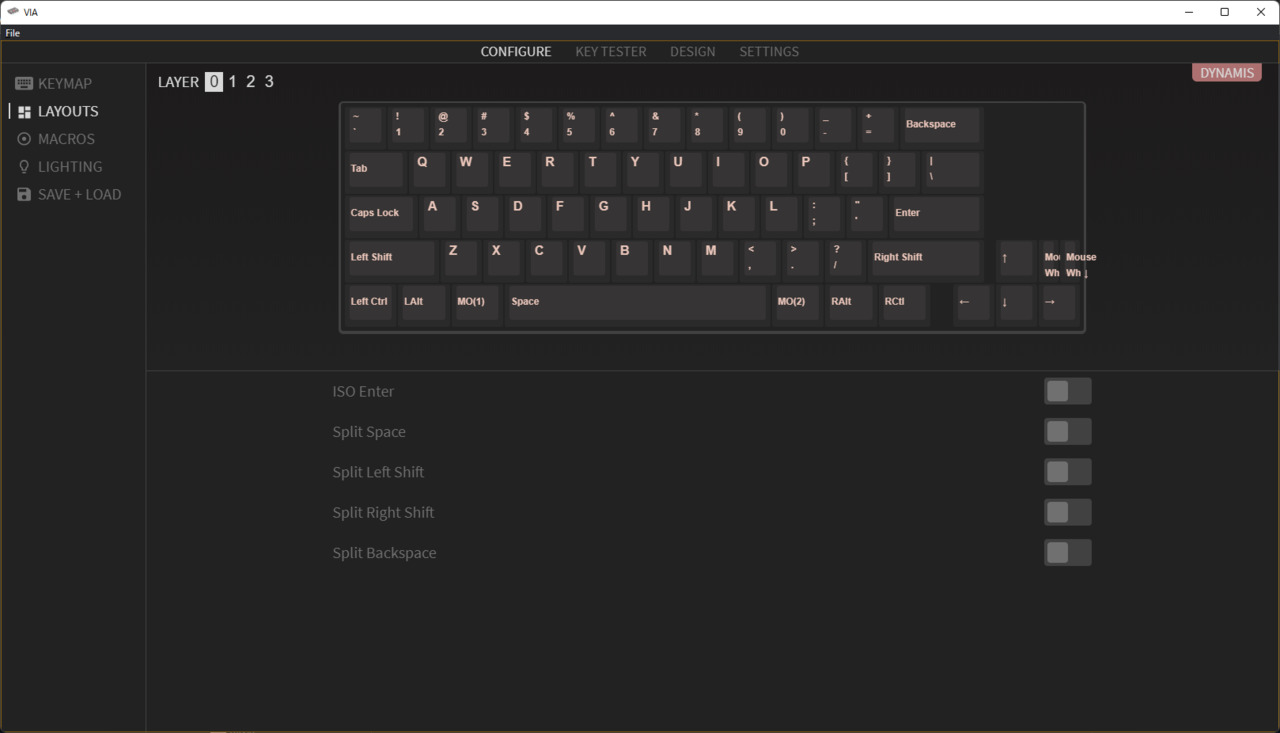 VIA
File
CONFIGURE KEY TESTER DESIGN SETTINGS
DYNAMIS
KEYMAP
LAYOUTS
MACROS
LIGHTING
SAVE + LOAD
LAYER 0 1 2 3
~ ! @ # $ % ^ & * ( ) _ +
` 1 2 3 4 5 6 7 8 9 0 - = Backspace
Tab Q W E R T Y U I O P { } |
[ ] \
Caps Lock A S D F G H J K L : " Enter
; '
Left Shift Z X C V B N M < > ? Right Shift ↑ Mou Mouse
, . / Wh Wh ↓
Left Ctrl LAlt MO(1) Space MO(2) RAlt RCtl ← ↓ →
ISO Enter
Split Space
Split Left Shift
Split Right Shift
Split Backspace